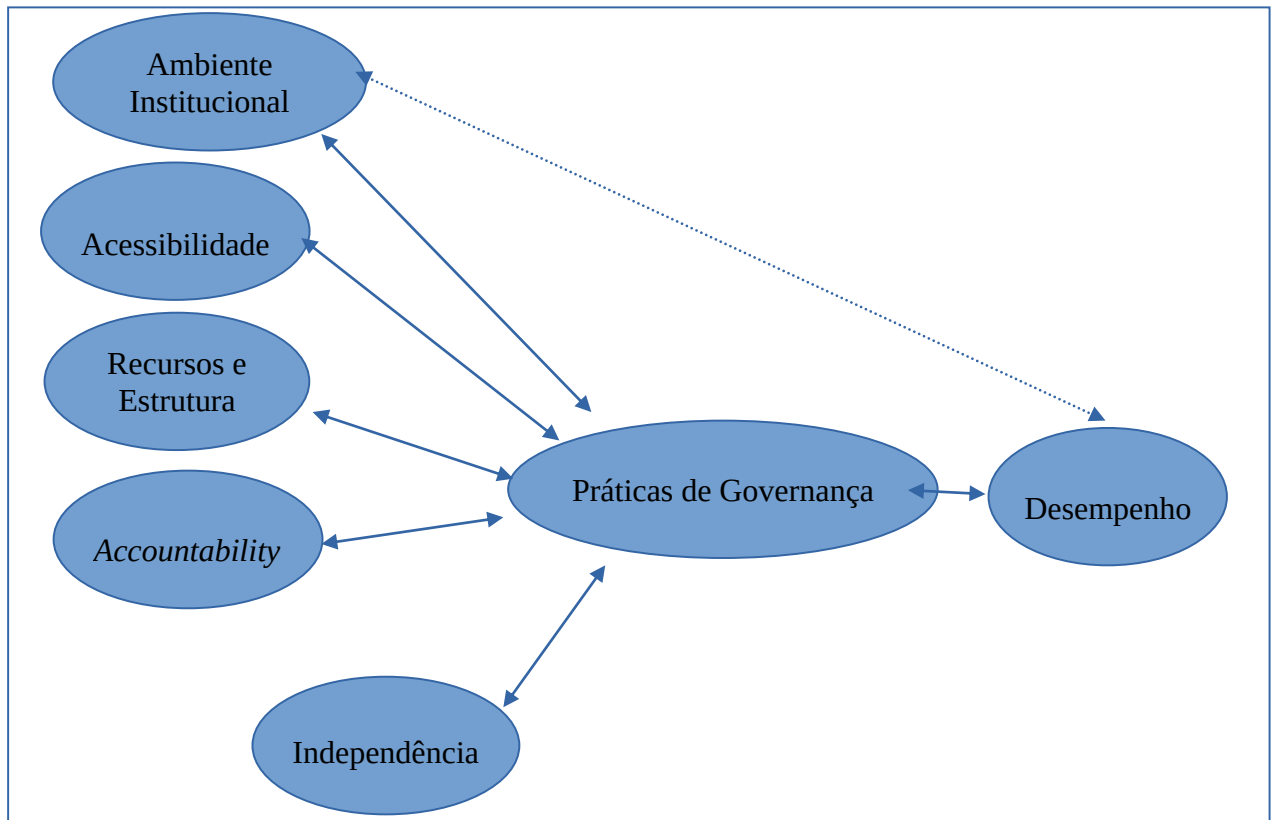 Ambiente
Institucional
Acessibilidade
Recursos e
Estrutura
Accountability
Práticas de Governança
Desempenho
Independência